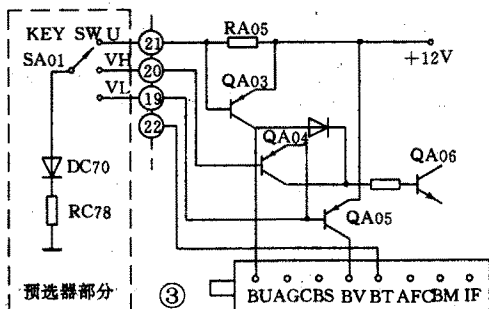 KEY SW U
SA01
VH
VL
21
20
19
22
RA05
+12V
QA03
QA04
QA06
QA05
DC70
RC78
预选器部分
③
BU AGC BS BV BT AFC BM IF